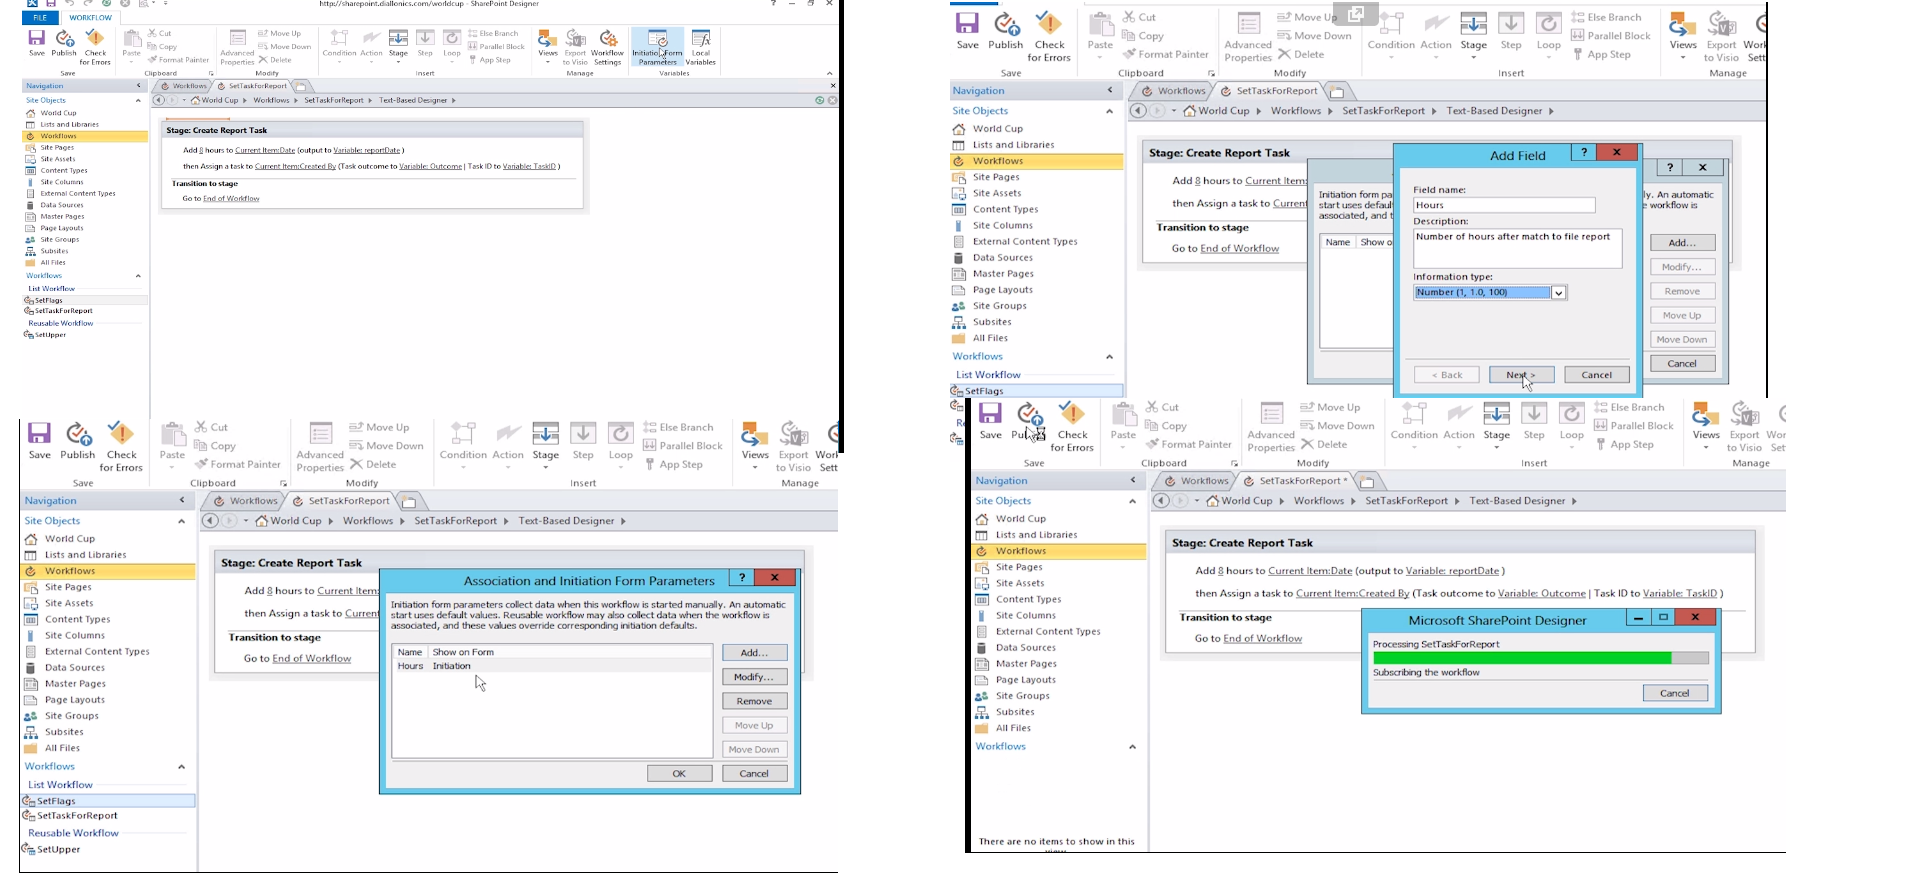 http://sharepoint.diallonics.com/worldcup - SharePoint Designer
FILE WORKFLOW
Save Publish Check for Errors
Paste Cut
Copy
Format Painter
Advanced Properties
Move Up
Move Down
Delete
Condition Action Stage Step Loop
Else Branch
Parallel Block
App Step
Views Export to Visio Workflow Settings
Initiation Form Parameters Local Variables
Save Clipboard Modify Insert Manage Variables
Navigation
Workflows SetTaskForReport
World Cup Workflows SetTaskForReport Text-Based Designer
Site Objects
World Cup
Lists and Libraries
Workflows
Site Pages
Site Assets
Content Types
Site Columns
External Content Types
Data Sources
Master Pages
Page Layouts
Site Groups
Subsites
All Files
Workflows
List Workflow
SetFlags
SetTaskForReport
Reusable Workflow
SetUpper
Stage: Create Report Task
Add 8 hours to Current Item:Date (output to Variable: reportDate )
then Assign a task to Current Item:Created By (Task outcome to Variable: Outcome | Task ID to Variable: TaskID )
Transition to stage
Go to End of Workflow
Save Publish Check for Errors
Paste Cut
Copy
Format Painter
Advanced Properties
Move Up
Move Down
Delete
Condition Action Stage Step Loop
Else Branch
Parallel Block
App Step
Views Export to Visio
Save Clipboard Modify Insert Manage
Navigation
Workflows SetTaskForReport
World Cup Workflows SetTaskForReport Text-Based Designer
Site Objects
World Cup
Lists and Libraries
Workflows
Site Pages
Site Assets
Content Types
Site Columns
External Content Types
Data Sources
Master Pages
Page Layouts
Site Groups
Subsites
All Files
Workflows
List Workflow
SetFlags
Stage: Create Report Task
Add 8 hours to Current Item:
then Assign a task to Current
Transition to stage
Go to End of Workflow
Initiation form pa
start uses default
associated, and t
Name Show o
ly. An automatic
workflow is
Add...
Modify...
Remove
Move Up
Move Down
Cancel
Add Field
Field name:
Hours
Description:
Number of hours after match to file report
Information type:
Number (1, 1.0, 100)
< Back Next > Cancel
Save Publish Check for Errors
Paste Cut
Copy
Format Painter
Advanced Properties
Move Up
Move Down
Delete
Condition Action Stage Step Loop
Else Branch
Parallel Block
App Step
Views Export to Visio
Save Clipboard Modify Insert Manage
Navigation
Workflows SetTaskForReport
World Cup Workflows SetTaskForReport Text-Based Designer
Site Objects
World Cup
Lists and Libraries
Workflows
Site Pages
Site Assets
Content Types
Site Columns
External Content Types
Data Sources
Master Pages
Page Layouts
Site Groups
Subsites
All Files
Workflows
List Workflow
SetFlags
SetTaskForReport
Reusable Workflow
SetUpper
Stage: Create Report Task
Add 8 hours to Current Item:
then Assign a task to Current
Transition to stage
Go to End of Workflow
Association and Initiation Form Parameters
Initiation form parameters collect data when this workflow is started manually. An automatic
start uses default values. Reusable workflow may also collect data when the workflow is
associated, and these values override corresponding initiation defaults.
Name Show on Form
Hours Initiation
Add...
Modify...
Remove
Move Up
Move Down
OK Cancel
Save Check for Errors
Paste Cut
Copy
Format Painter
Advanced Properties
Move Up
Move Down
Delete
Condition Action Stage Step Loop
Else Branch
Parallel Block
App Step
Views Export to Visio
Save Clipboard Modify Insert Manage
Navigation
Workflows SetTaskForReport *
World Cup Workflows SetTaskForReport Text-Based Designer
Site Objects
World Cup
Lists and Libraries
Workflows
Site Pages
Site Assets
Content Types
Site Columns
External Content Types
Data Sources
Master Pages
Page Layouts
Site Groups
Subsites
All Files
Workflows
There are no items to show in this
Stage: Create Report Task
Add 8 hours to Current Item:Date (output to Variable: reportDate )
then Assign a task to Current Item:Created By (Task outcome to Variable: Outcome | Task ID to Variable: TaskID )
Transition to stage
Go to End of Workflow
Microsoft SharePoint Designer
Processing SetTaskForReport
Subscribing the workflow
Cancel